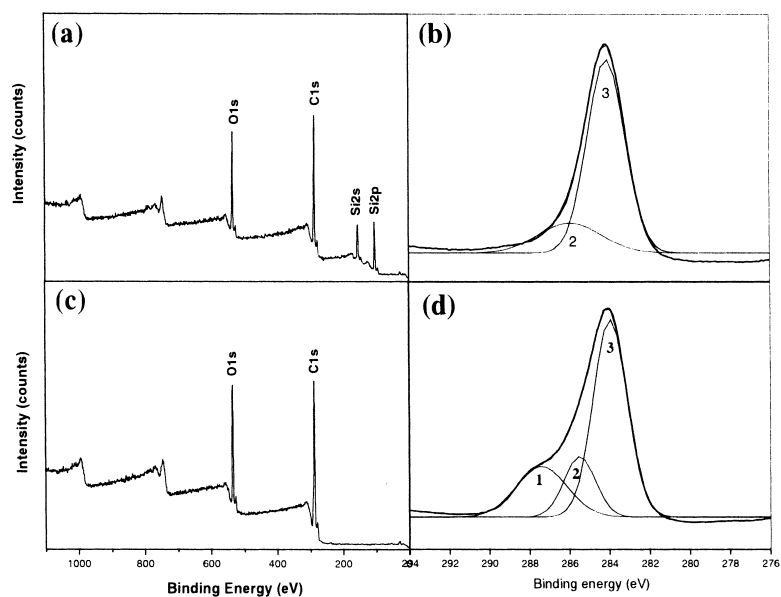 (a)
Intensity (counts)
O1s
C1s
Si2s
Si2p
(b)
3
2
(c)
Intensity (counts)
O1s
C1s
(d)
1
2
3
1000 800 600 400 200
94 292 290 288 286 284 282 280 278 276
Binding Energy (eV)
Binding energy (eV)